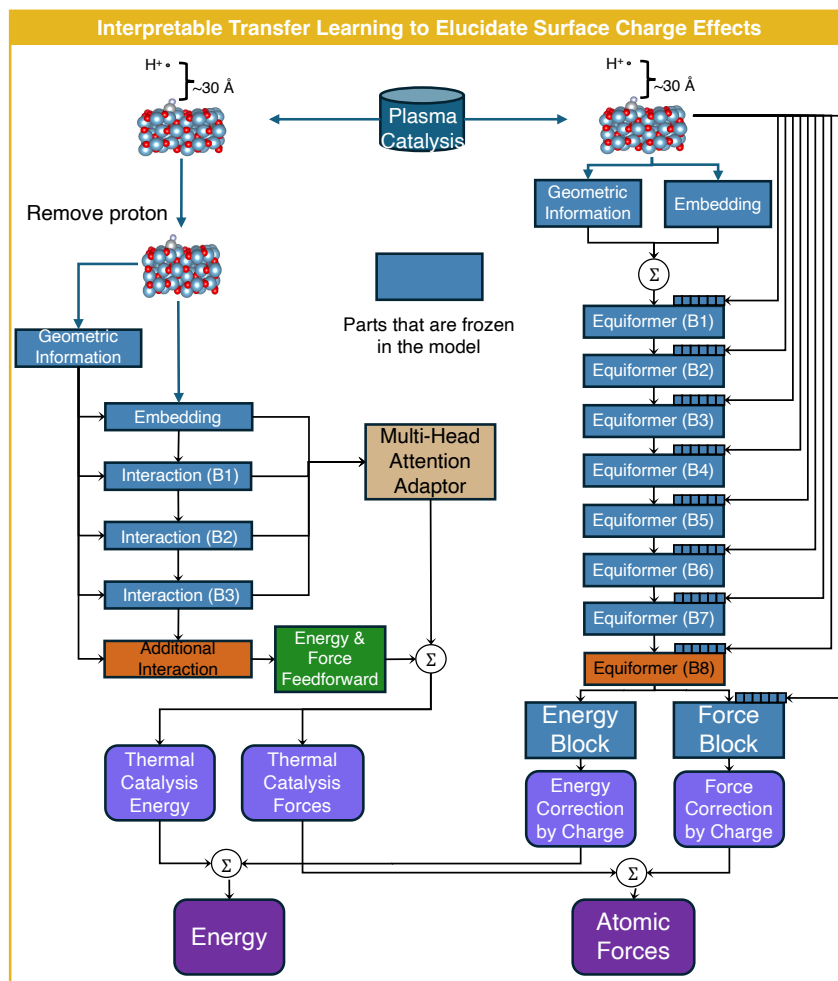 Interpretable Transfer Learning to Elucidate Surface Charge Effects
H+
~30 Å
Plasma
Catalysis
H+
~30 Å
Remove proton
Geometric
Information
Embedding
Σ
Parts that are frozen
in the model
Geometric
Information
Embedding
Interaction (B1)
Interaction (B2)
Interaction (B3)
Additional
Interaction
Energy &
Force
Feedforward
Multi-Head
Attention
Adaptor
Σ
Equiformer (B1)
Equiformer (B2)
Equiformer (B3)
Equiformer (B4)
Equiformer (B5)
Equiformer (B6)
Equiformer (B7)
Equiformer (B8)
Energy
Block
Force
Block
Thermal
Catalysis
Energy
Thermal
Catalysis
Forces
Energy
Correction
by Charge
Force
Correction
by Charge
Σ
Σ
Energy
Atomic
Forces